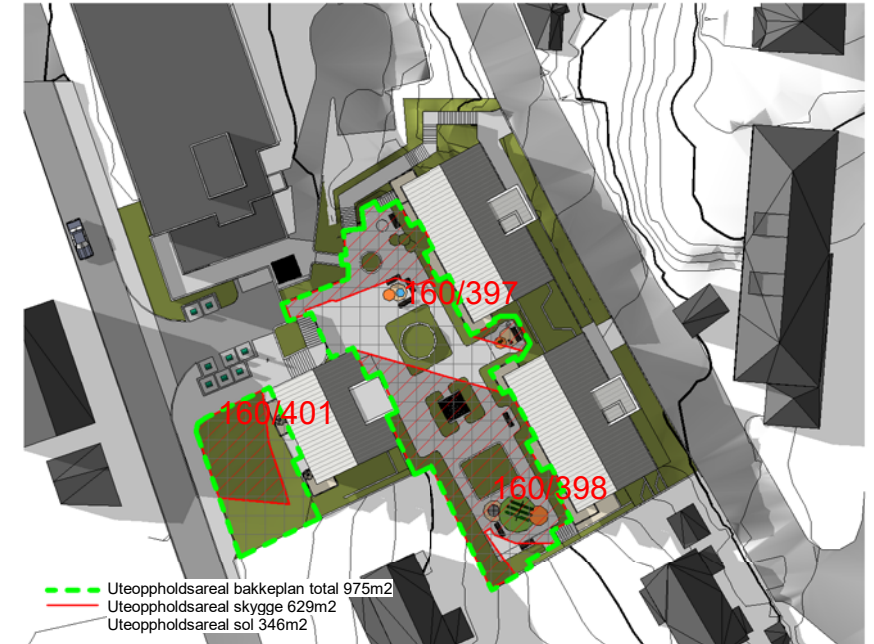 160/397
160/401
160/398
Uteoppholdsareal bakkeplan total 975m2
Uteoppholdsareal skygge 629m2
Uteoppholdsareal sol 346m2